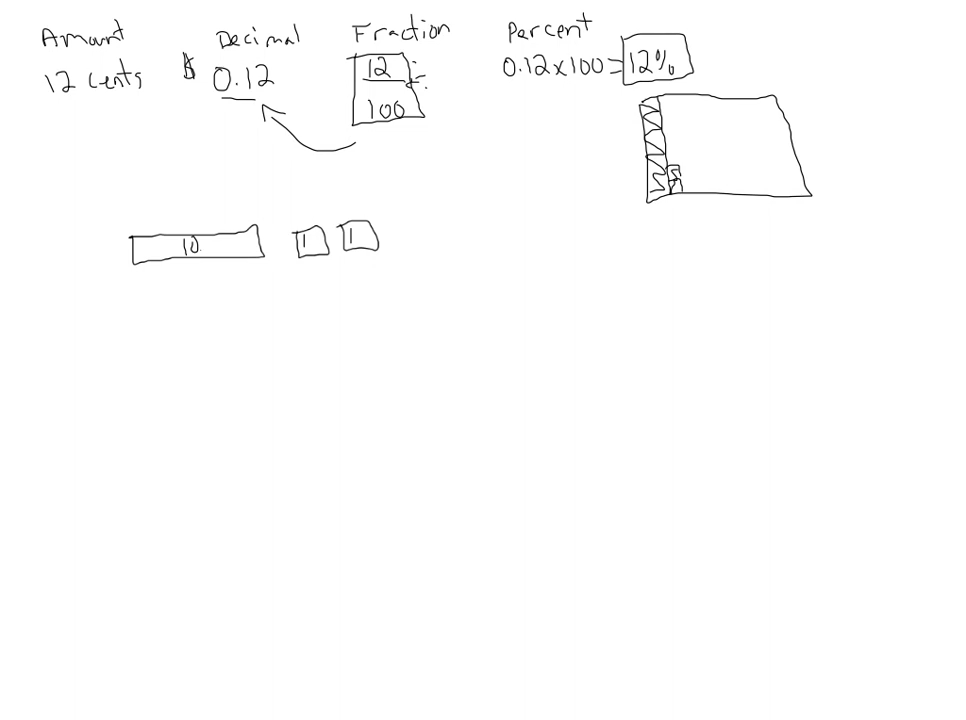 Amount Decimal Fraction Percent
12 cents $ 0.12 12/100 ÷ 0.12x100=12%
10 1 1